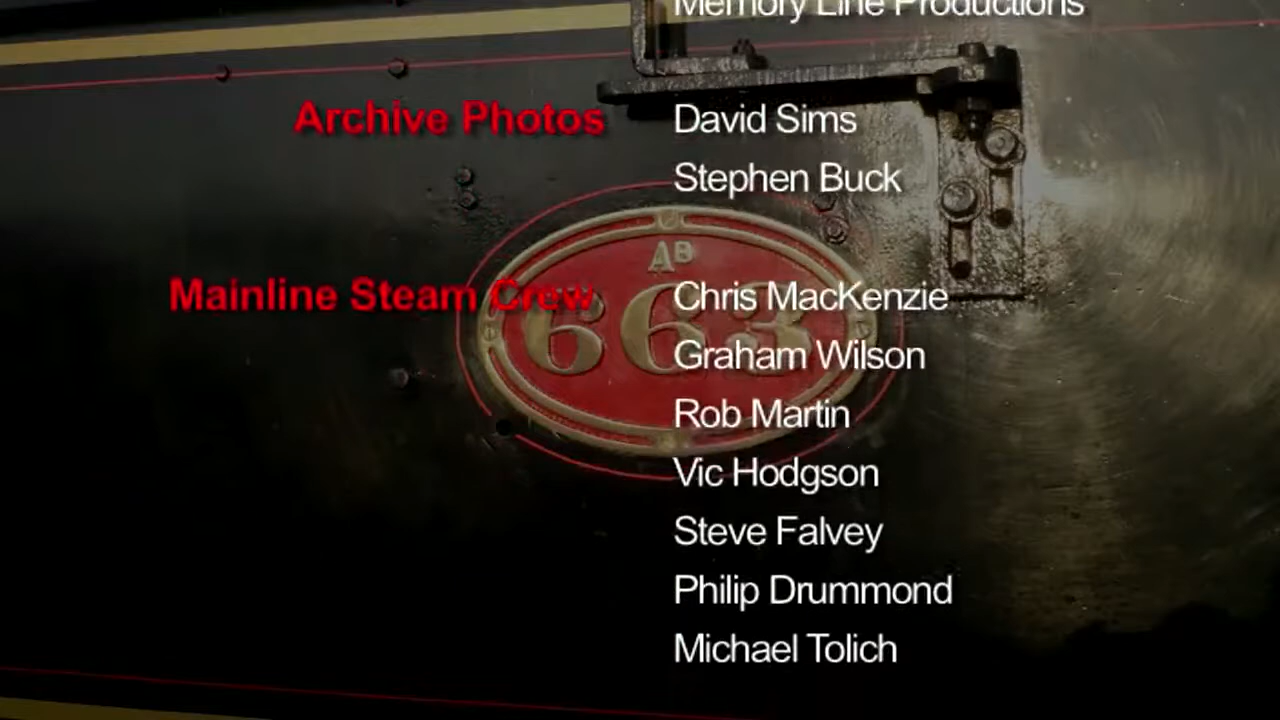 Memory Line Productions
Archive Photos David Sims
Stephen Buck
AB
Mainline Steam Crew Chris MacKenzie
663
Graham Wilson
Rob Martin
Vic Hodgson
Steve Falvey
Philip Drummond
Michael Tolich